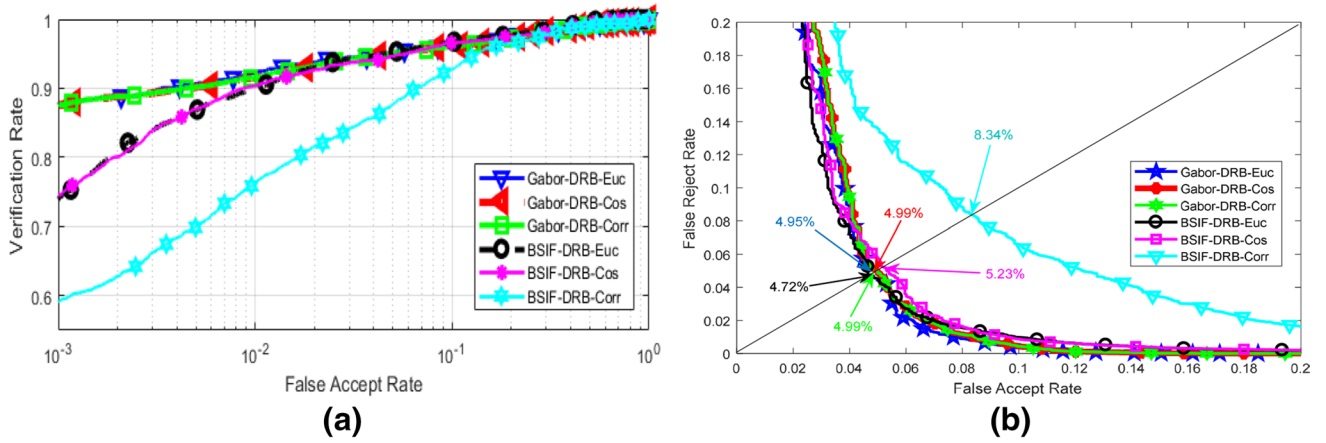 Verification Rate
1
0.9
0.8
0.7
0.6
10-3
10-2
10-1
100
False Accept Rate
Gabor-DRB-Euc
Gabor-DRB-Cos
Gabor-DRB-Corr
BSIF-DRB-Euc
BSIF-DRB-Cos
BSIF-DRB-Corr
(a)
False Reject Rate
0.2
0.18
0.16
0.14
0.12
0.1
0.08
0.06
0.04
0.02
0
0
0.02
0.04
0.06
0.08
0.1
0.12
0.14
0.16
0.18
0.2
False Accept Rate
8.34%
4.95%
4.99%
5.23%
4.72%
4.99%
Gabor-DRB-Euc
Gabor-DRB-Cos
Gabor-DRB-Corr
BSIF-DRB-Euc
BSIF-DRB-Cos
BSIF-DRB-Corr
(b)